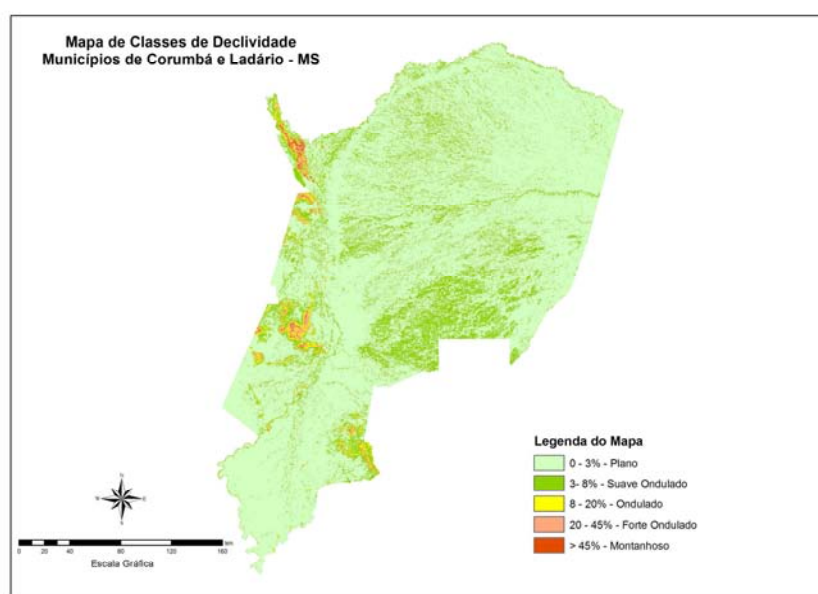 Mapa de Classes de Declividade
Municípios de Corumbá e Ladário - MS
Legenda do Mapa
0 - 3% - Plano
3- 8% - Suave Ondulado
8 - 20% - Ondulado
20 - 45% - Forte Ondulado
> 45% - Montanhoso
N
E
S
0 40 80 120 160
km
Escala Gráfica